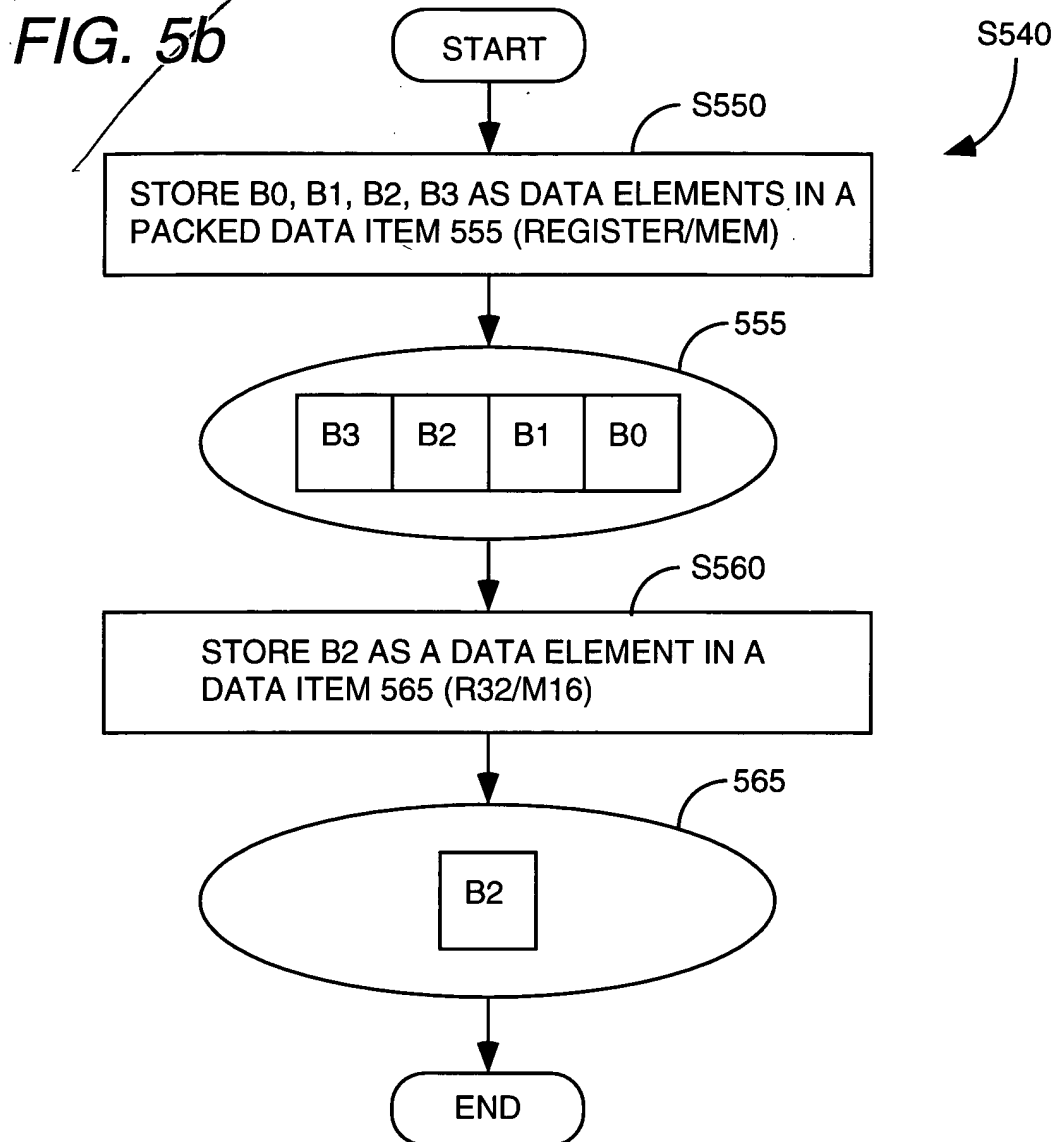 FIG. 5b
START
S540
S550
STORE B0, B1, B2, B3 AS DATA ELEMENTS IN A
PACKED DATA ITEM 555 (REGISTER/MEM)
555
B3 B2 B1 B0
S560
STORE B2 AS A DATA ELEMENT IN A
DATA ITEM 565 (R32/M16)
565
B2
END